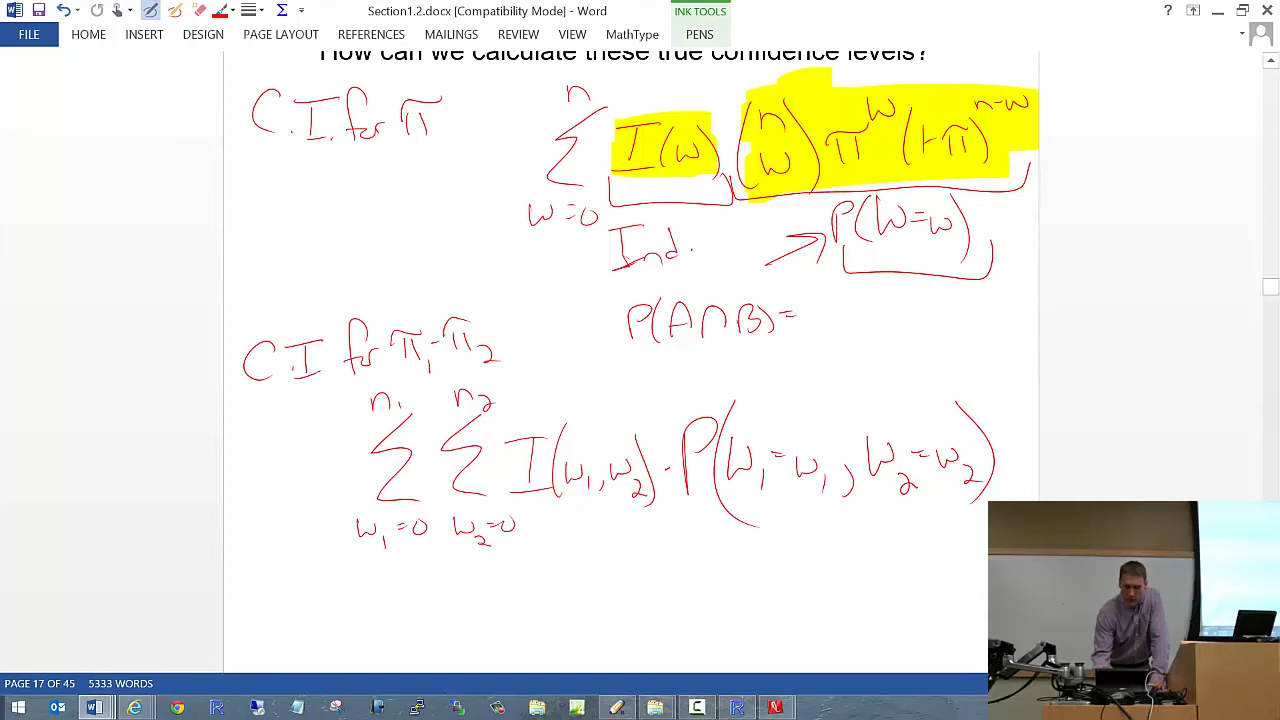 Section1.2.docx [Compatibility Mode] - Word
INK TOOLS
FILE HOME INSERT DESIGN PAGE LAYOUT REFERENCES MAILINGS REVIEW VIEW MathType PENS
How can we calculate these true confidence levels?
C.I. for π
n
Σ I(w) (n w) π^w (1-π)^n-w
w=0
Ind. → P(W=w)
P(A∩B)=
C.I for π₁-π₂
n₁ n₂
Σ Σ I(w₁,w₂) · P(W₁=w₁, W₂=w₂)
w₁=0 w₂=0
PAGE 17 OF 45 5333 WORDS